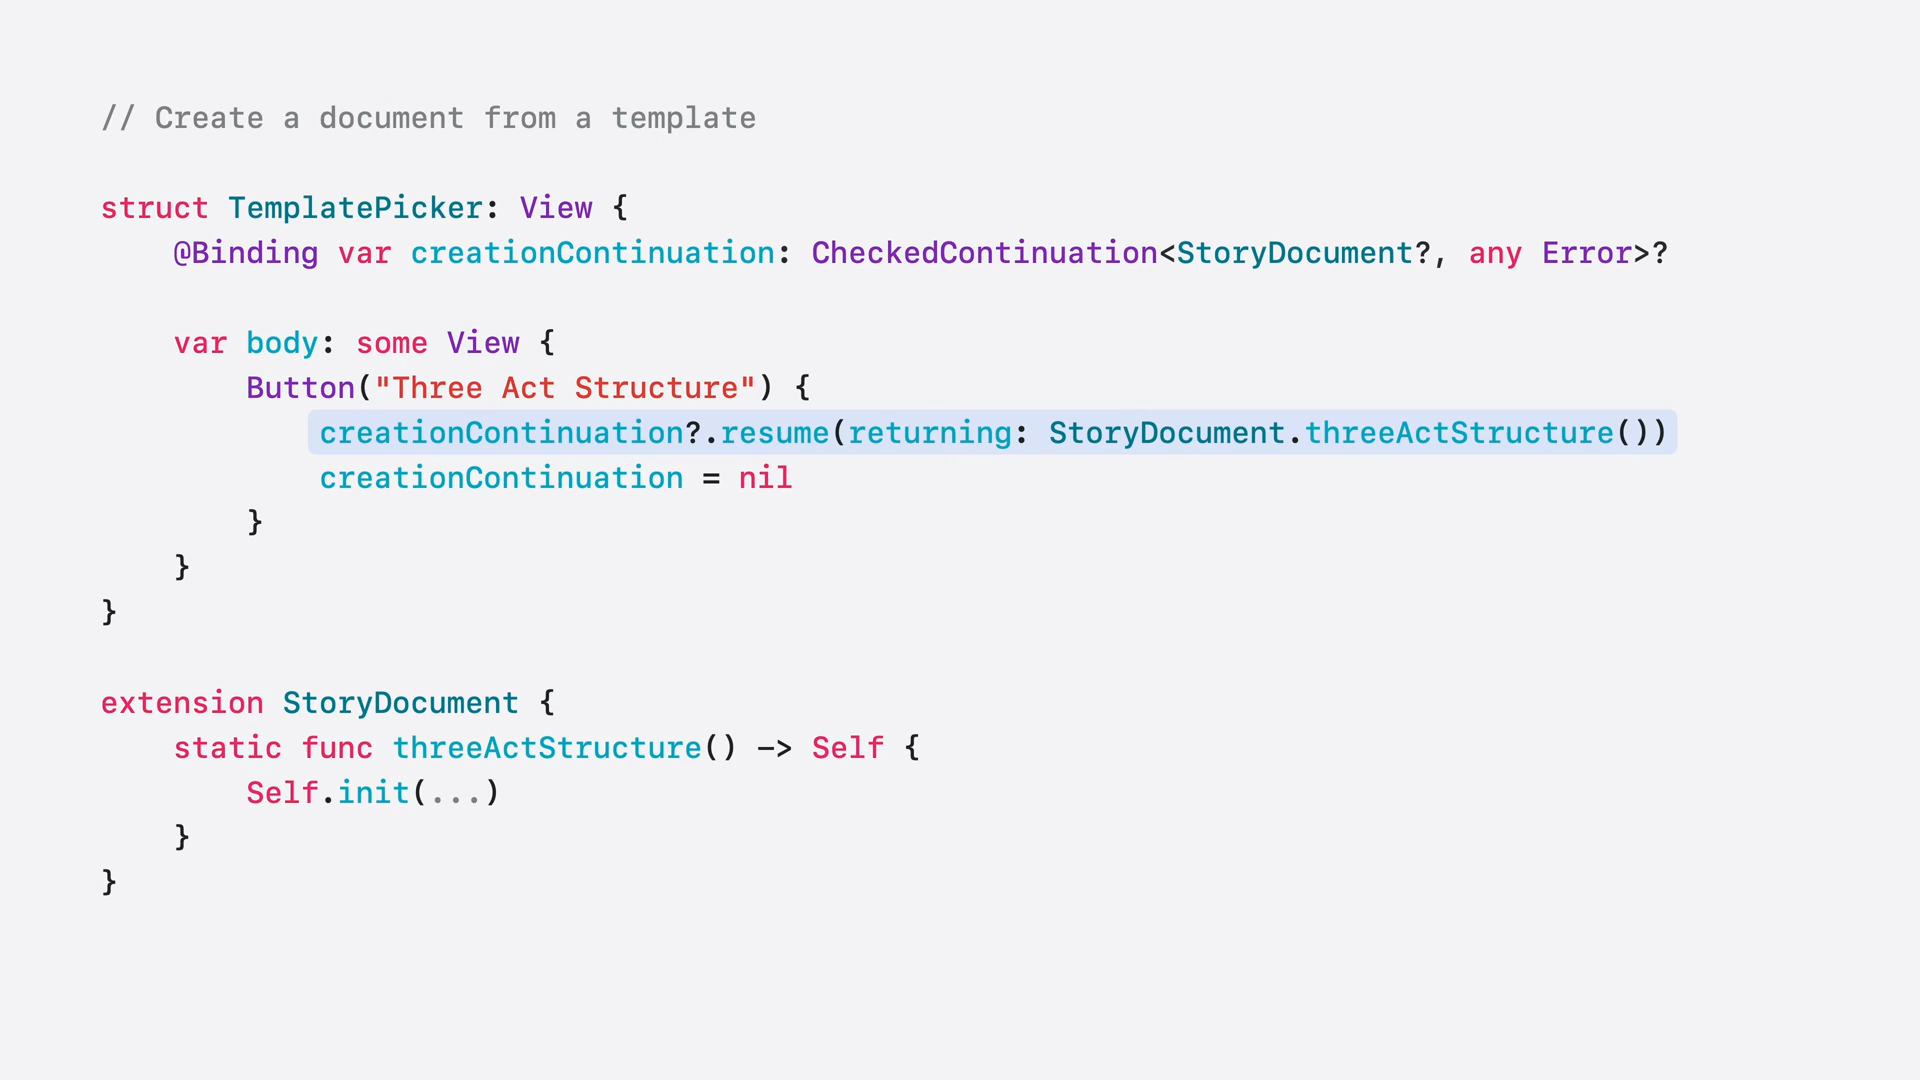 // Create a document from a template
struct TemplatePicker: View {
@Binding var creationContinuation: CheckedContinuation<StoryDocument?, any Error>?
var body: some View {
Button("Three Act Structure") {
creationContinuation?.resume(returning: StoryDocument.threeActStructure())
creationContinuation = nil
}
}
}
extension StoryDocument {
static func threeActStructure() -> Self {
Self.init(...)
}
}